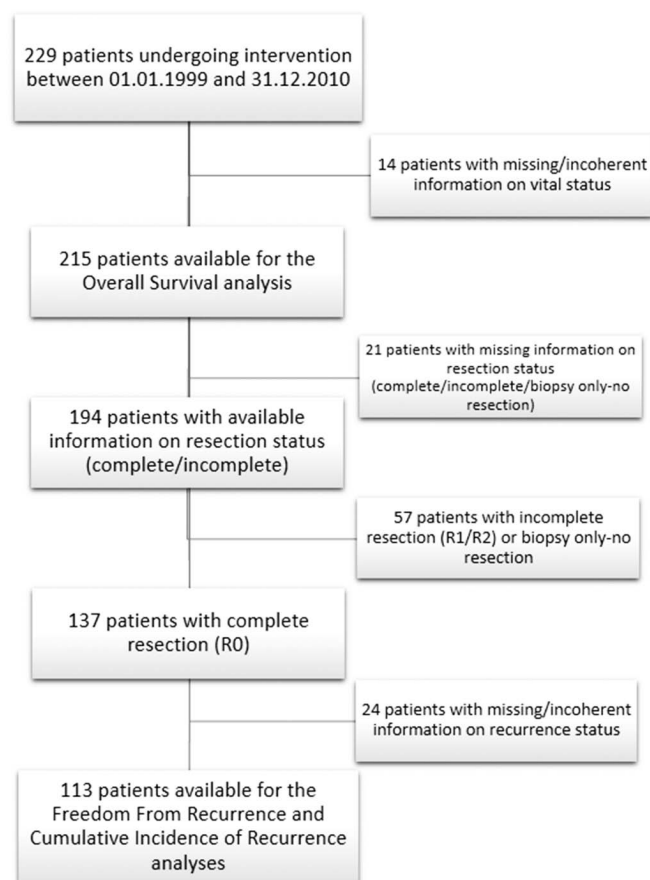 229 patients undergoing intervention
between 01.01.1999 and 31.12.2010
14 patients with missing/incoherent
information on vital status
215 patients available for the
Overall Survival analysis
21 patients with missing information on
resection status
(complete/incomplete/biopsy only-no
resection)
194 patients with available
information on resection status
(complete/incomplete)
57 patients with incomplete
resection (R1/R2) or biopsy only-no
resection
137 patients with complete
resection (R0)
24 patients with missing/incoherent
information on recurrence status
113 patients available for the
Freedom From Recurrence and
Cumulative Incidence of Recurrence
analyses